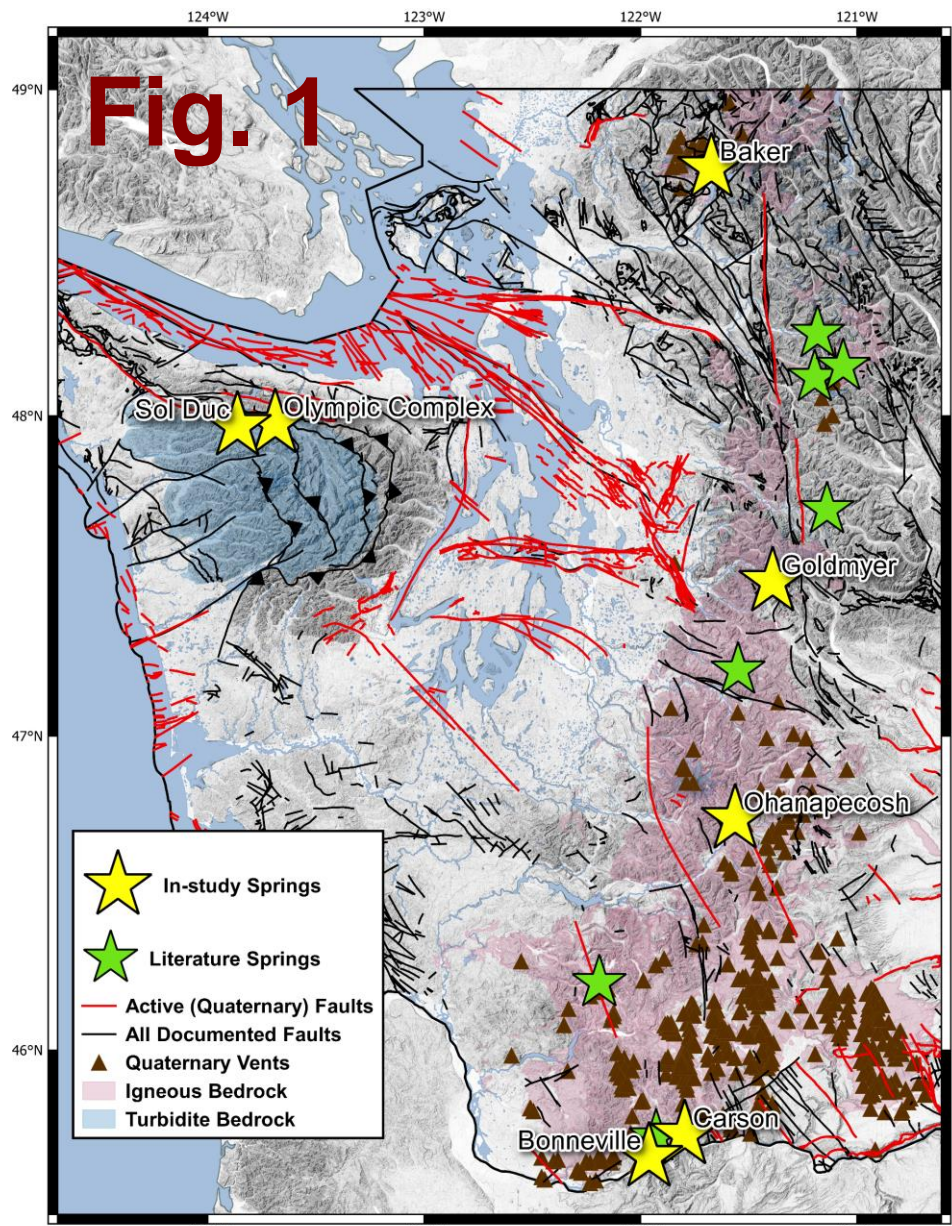 124°W 123°W 122°W 121°W
Fig. 1
49°N
Baker
48°N
Sol Duc Olympic Complex
Goldmyer
47°N
Ohanapecosh
In-study Springs
Literature Springs
Active (Quaternary) Faults
All Documented Faults
46°N
Quaternary Vents
Igneous Bedrock
Turbidite Bedrock
Carson
Bonneville